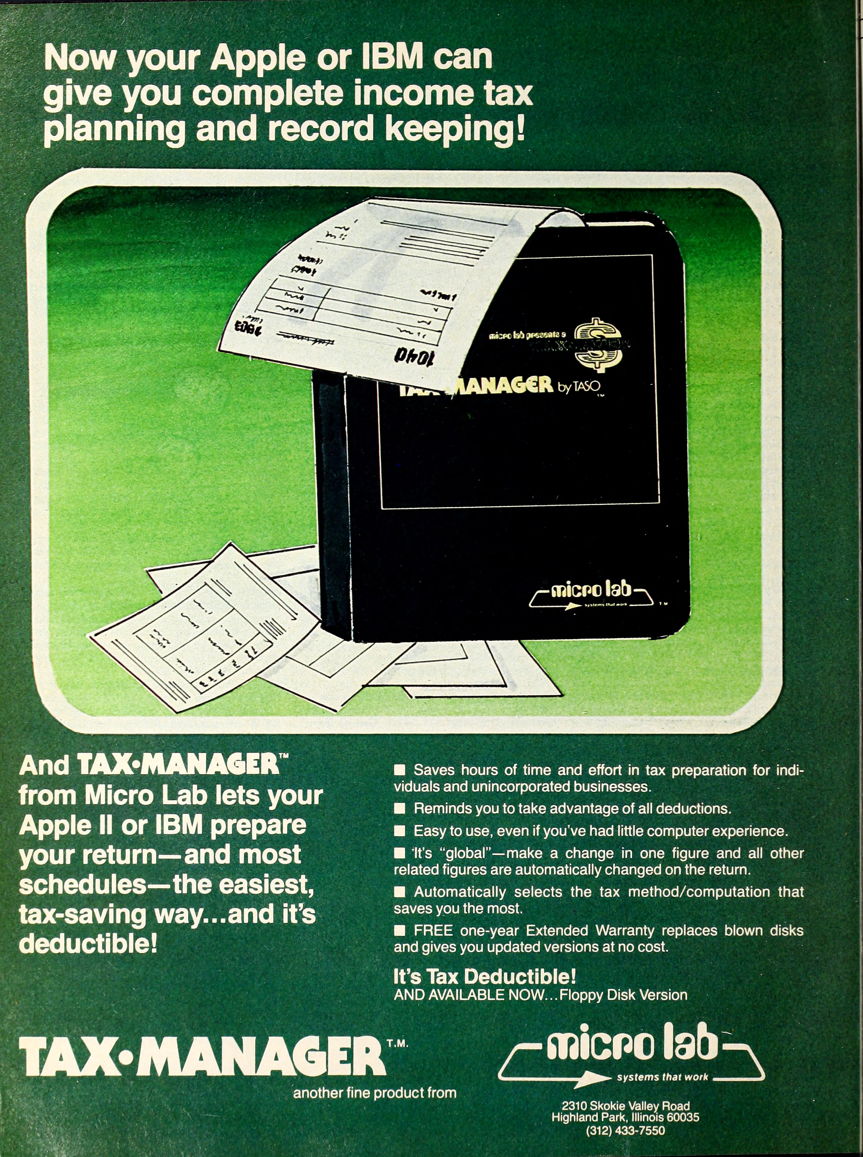 Now your Apple or IBM can
give you complete income tax
planning and record keeping!
1040
micro lab presents a
$
TAX•MANAGER by TASO
micro lab
systems that work
TM
And TAX•MANAGER™
from Micro Lab lets your
Apple II or IBM prepare
your return—and most
schedules—the easiest,
tax-saving way...and it's
deductible!
■ Saves hours of time and effort in tax preparation for indi-
viduals and unincorporated businesses.
■ Reminds you to take advantage of all deductions.
■ Easy to use, even if you've had little computer experience.
■ 'It's "global"—make a change in one figure and all other
related figures are automatically changed on the return.
■ Automatically selects the tax method/computation that
saves you the most.
■ FREE one-year Extended Warranty replaces blown disks
and gives you updated versions at no cost.
It's Tax Deductible!
AND AVAILABLE NOW...Floppy Disk Version
TAX•MANAGER T.M.
another fine product from
micro lab
systems that work
2310 Skokie Valley Road
Highland Park, Illinois 60035
(312) 433-7550